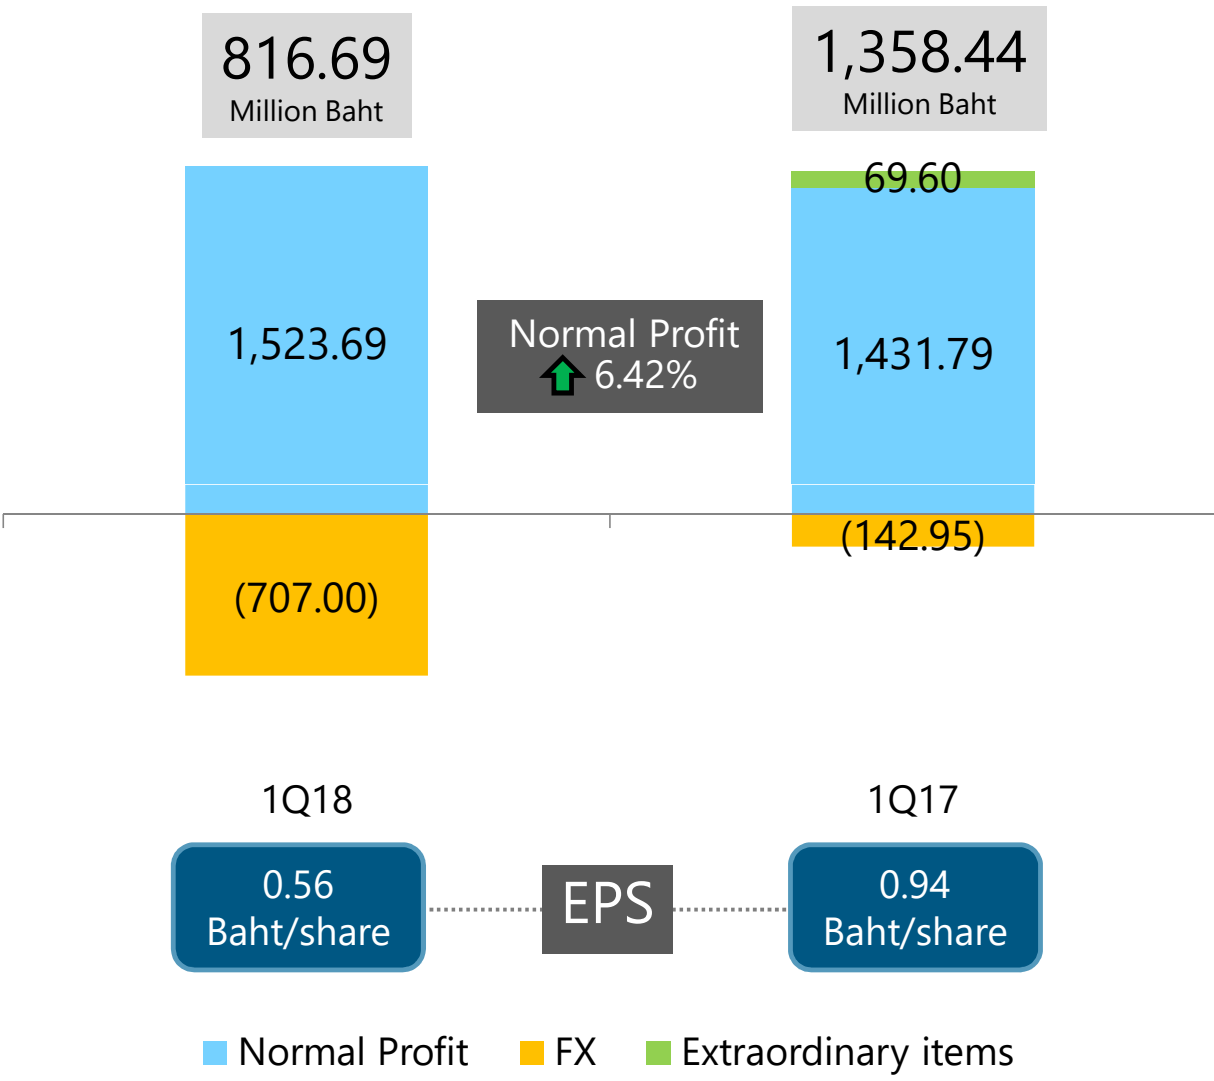 816.69
Million Baht
1,358.44
Million Baht
69.60
1,523.69
Normal Profit
6.42%
1,431.79
(142.95)
(707.00)
1Q18
1Q17
0.56
Baht/share
EPS
0.94
Baht/share
Normal Profit
FX
Extraordinary items